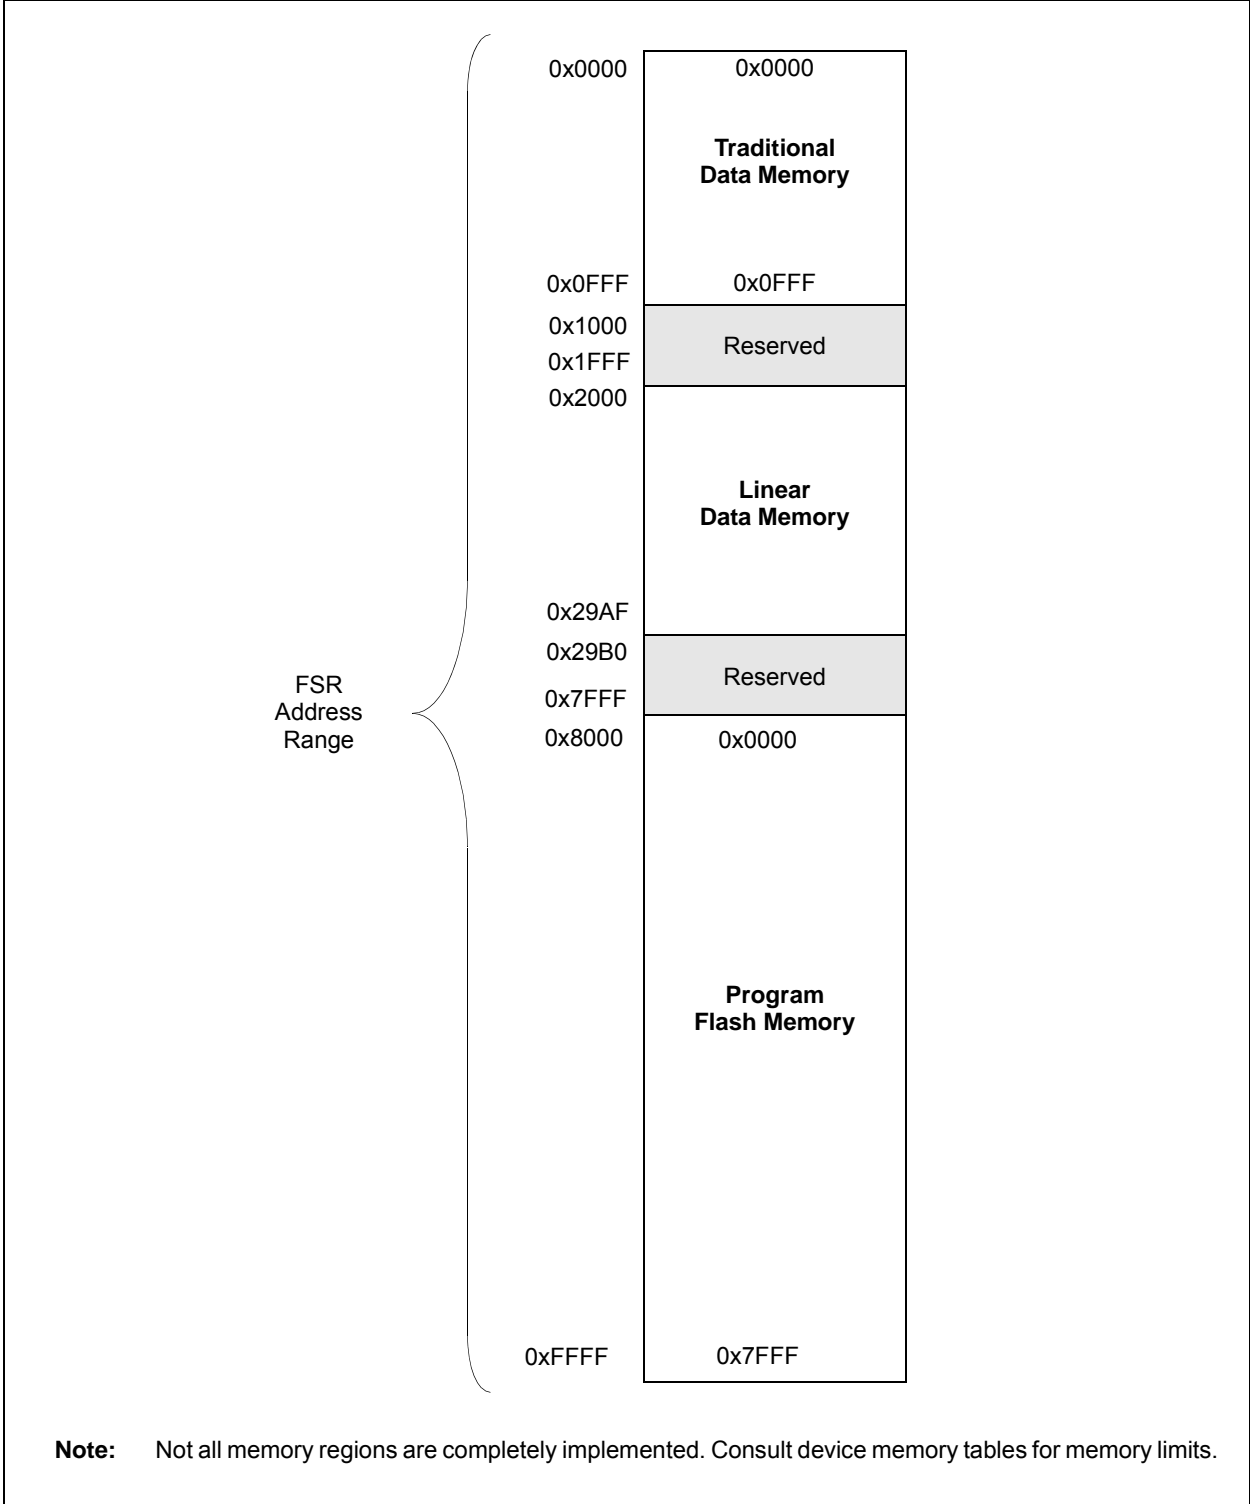 0x0000 0x0000
Traditional
Data Memory
0x0FFF 0x0FFF
0x1000
Reserved
0x1FFF
0x2000
Linear
Data Memory
0x29AF
0x29B0
Reserved
0x7FFF
FSR
Address
Range
0x8000 0x0000
Program
Flash Memory
0xFFFF 0x7FFF
Note: Not all memory regions are completely implemented. Consult device memory tables for memory limits.